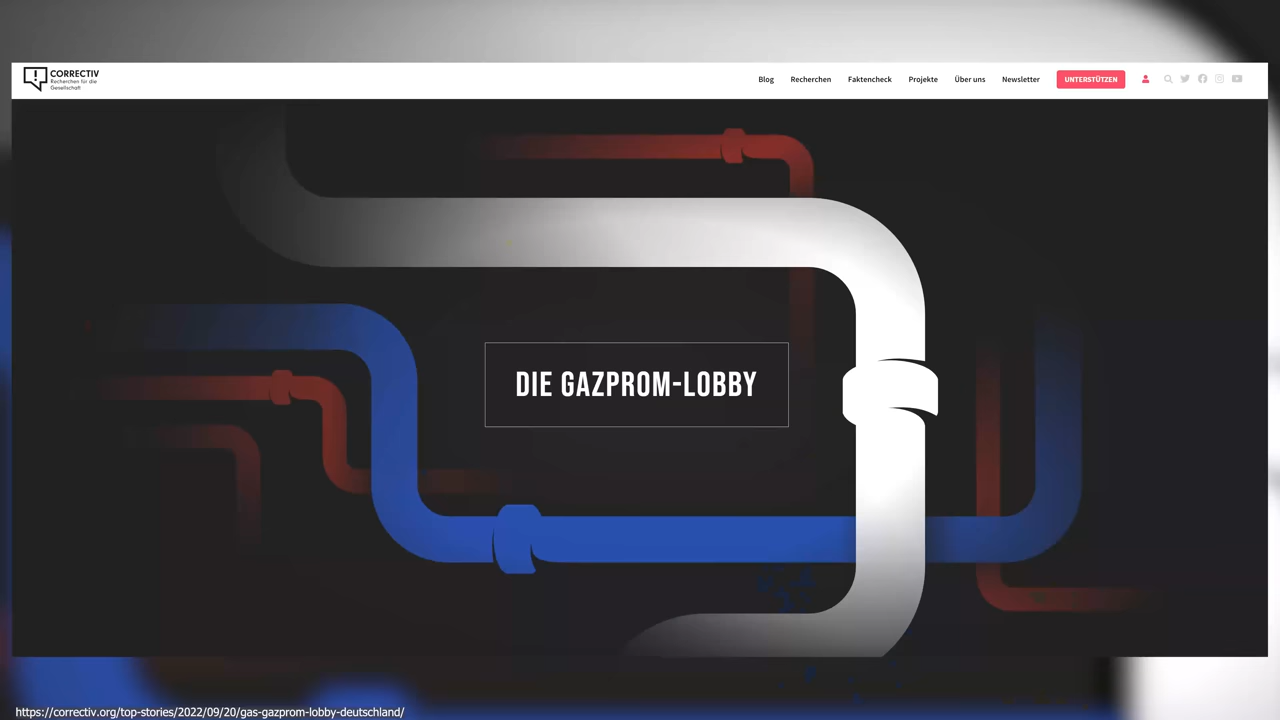 CORRECTIV
Recherchen für die
Gesellschaft
Blog Recherchen Faktencheck Projekte Über uns Newsletter UNTERSTÜTZEN
DIE GAZPROM-LOBBY
https://correctiv.org/top-stories/2022/09/20/gas-gazprom-lobby-deutschland/